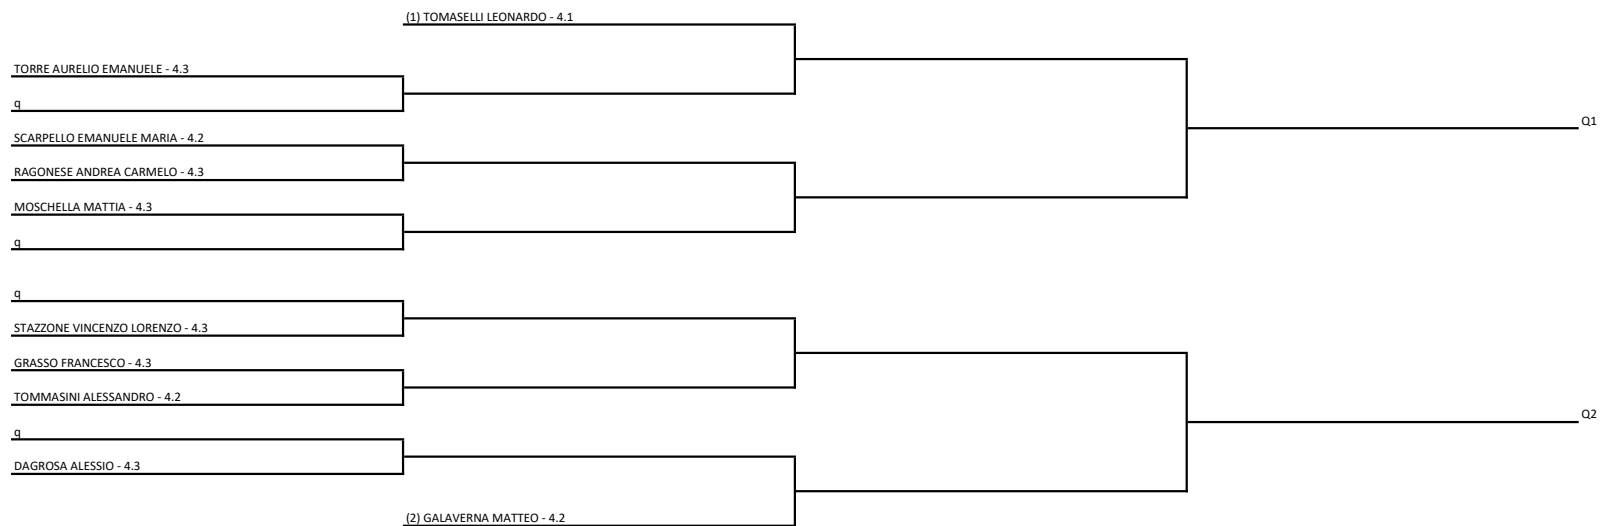 (1) TOMASELLI LEONARDO - 4.1
TORRE AURELIO EMANUELE - 4.3
q
Q1
SCARPELLO EMANUELE MARIA - 4.2
RAGONESE ANDREA CARMELO - 4.3
MOSCHELLA MATTIA - 4.3
q
q
STAZZONE VINCENZO LORENZO - 4.3
GRASSO FRANCESCO - 4.3
TOMMASINI ALESSANDRO - 4.2
Q2
q
DAGROSA ALESSIO - 4.3
(2) GALAVERNA MATTEO - 4.2